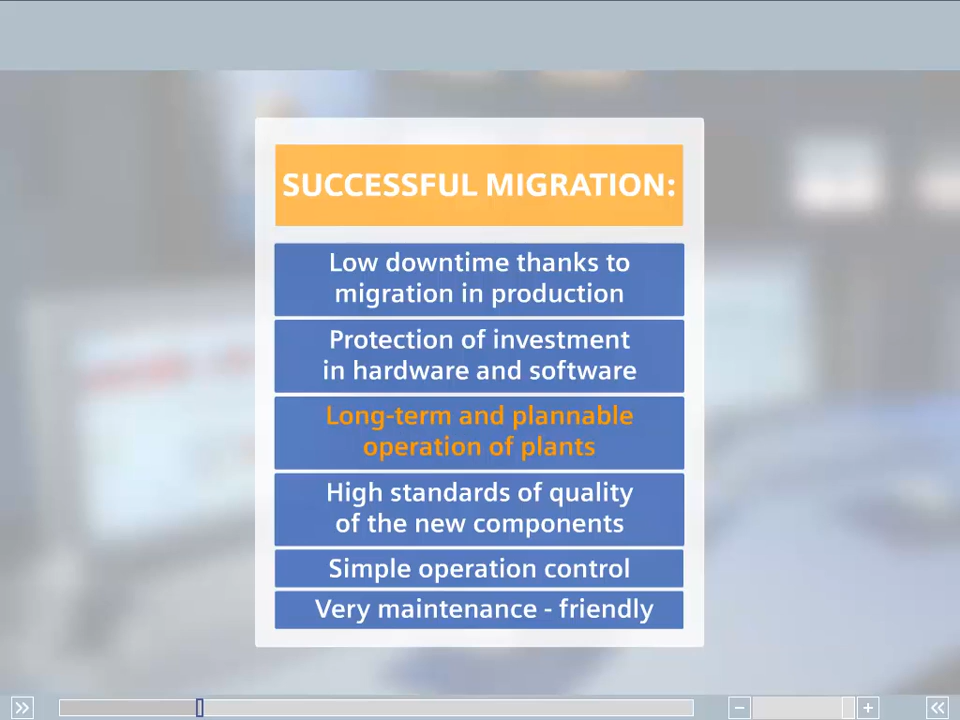 SUCCESSFUL MIGRATION:
Low downtime thanks to
migration in production
Protection of investment
in hardware and software
Long-term and plannable
operation of plants
High standards of quality
of the new components
Simple operation control
Very maintenance - friendly